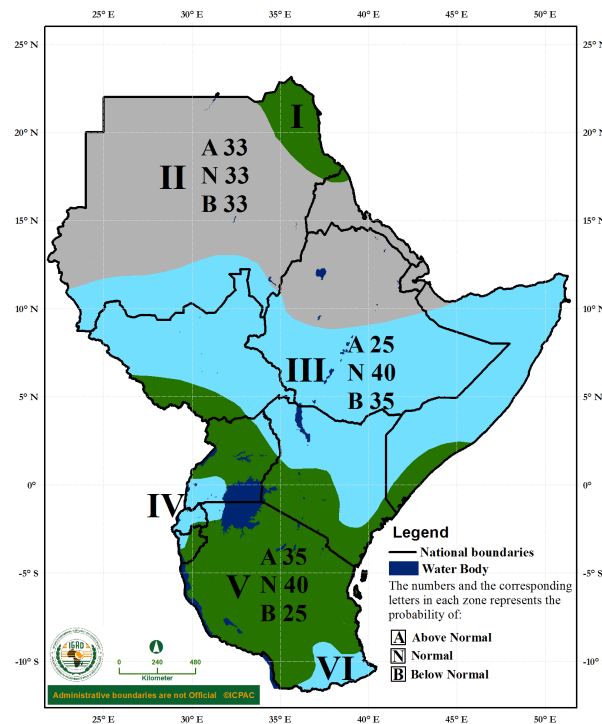 25° E 30° E 35° E 40° E 45° E 50° E
25° N 25° N
20° N 20° N
15° N 15° N
10° N 10° N
5° N 5° N
0° 0°
5° S 5° S
10° S 10° S
I
II
A 33
N 33
B 33
III
A 25
N 40
B 35
IV
V
A 35
N 40
B 25
VI
Legend
National boundaries
Water Body
The numbers and the corresponding
letters in each zone represents the
probability of:
A Above Normal
N Normal
B Below Normal
IGAD
0 240 480
Kilometer
Administrative boundaries are not Official ©ICPAC
25° E 30° E 35° E 40° E 45° E 50° E